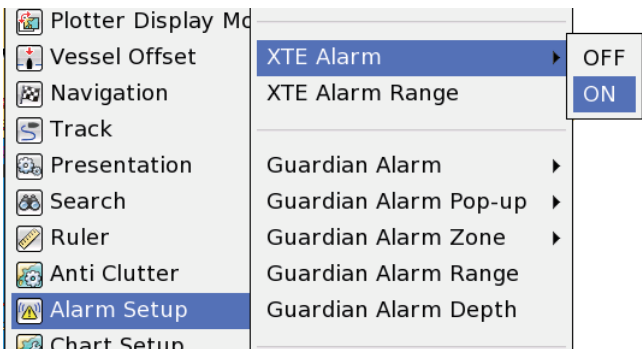 Plotter Display Mo
Vessel Offset
Navigation
Track
Presentation
Search
Ruler
Anti Clutter
Alarm Setup
Chart Setup
XTE Alarm
XTE Alarm Range
Guardian Alarm
Guardian Alarm Pop-up
Guardian Alarm Zone
Guardian Alarm Range
Guardian Alarm Depth
OFF
ON